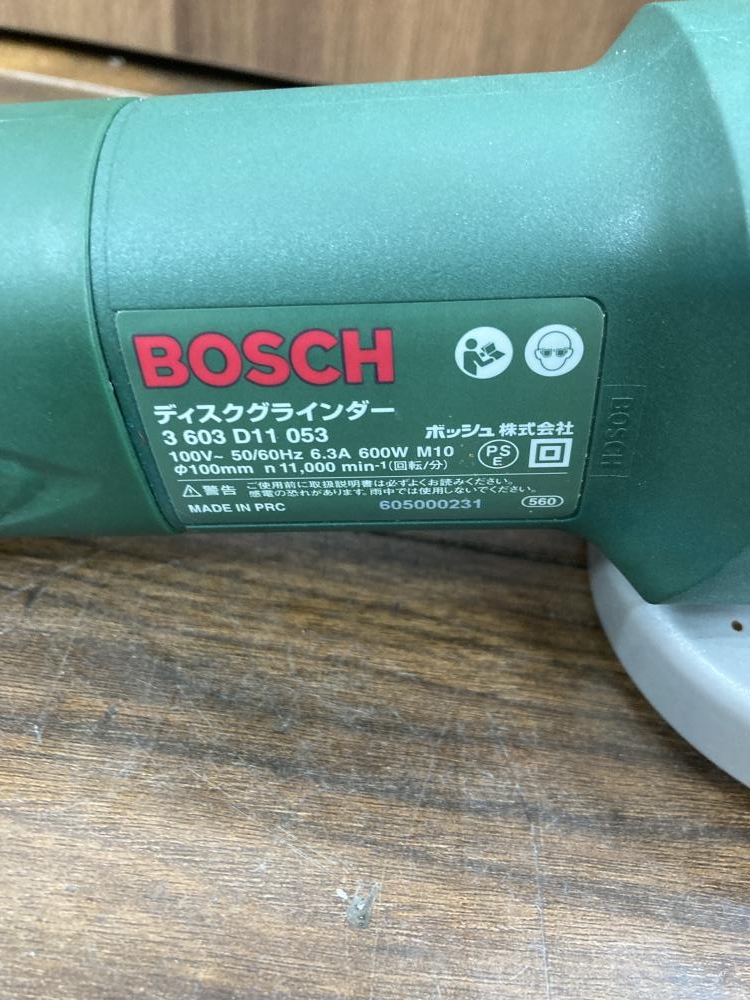 BOSCH
ディスクグラインダー
3 603 D11 053
ボッシュ株式会社
100V~ 50/60Hz 6.3A 600W M10
Φ100mm n 11,000 min-1(回転/分)
PSE
⚠警告 ご使用前に取扱説明書は必ずよくお読みください。
感電の恐れがあります。雨中では使用しないでください。
MADE IN PRC 605000231 560
BOSCH